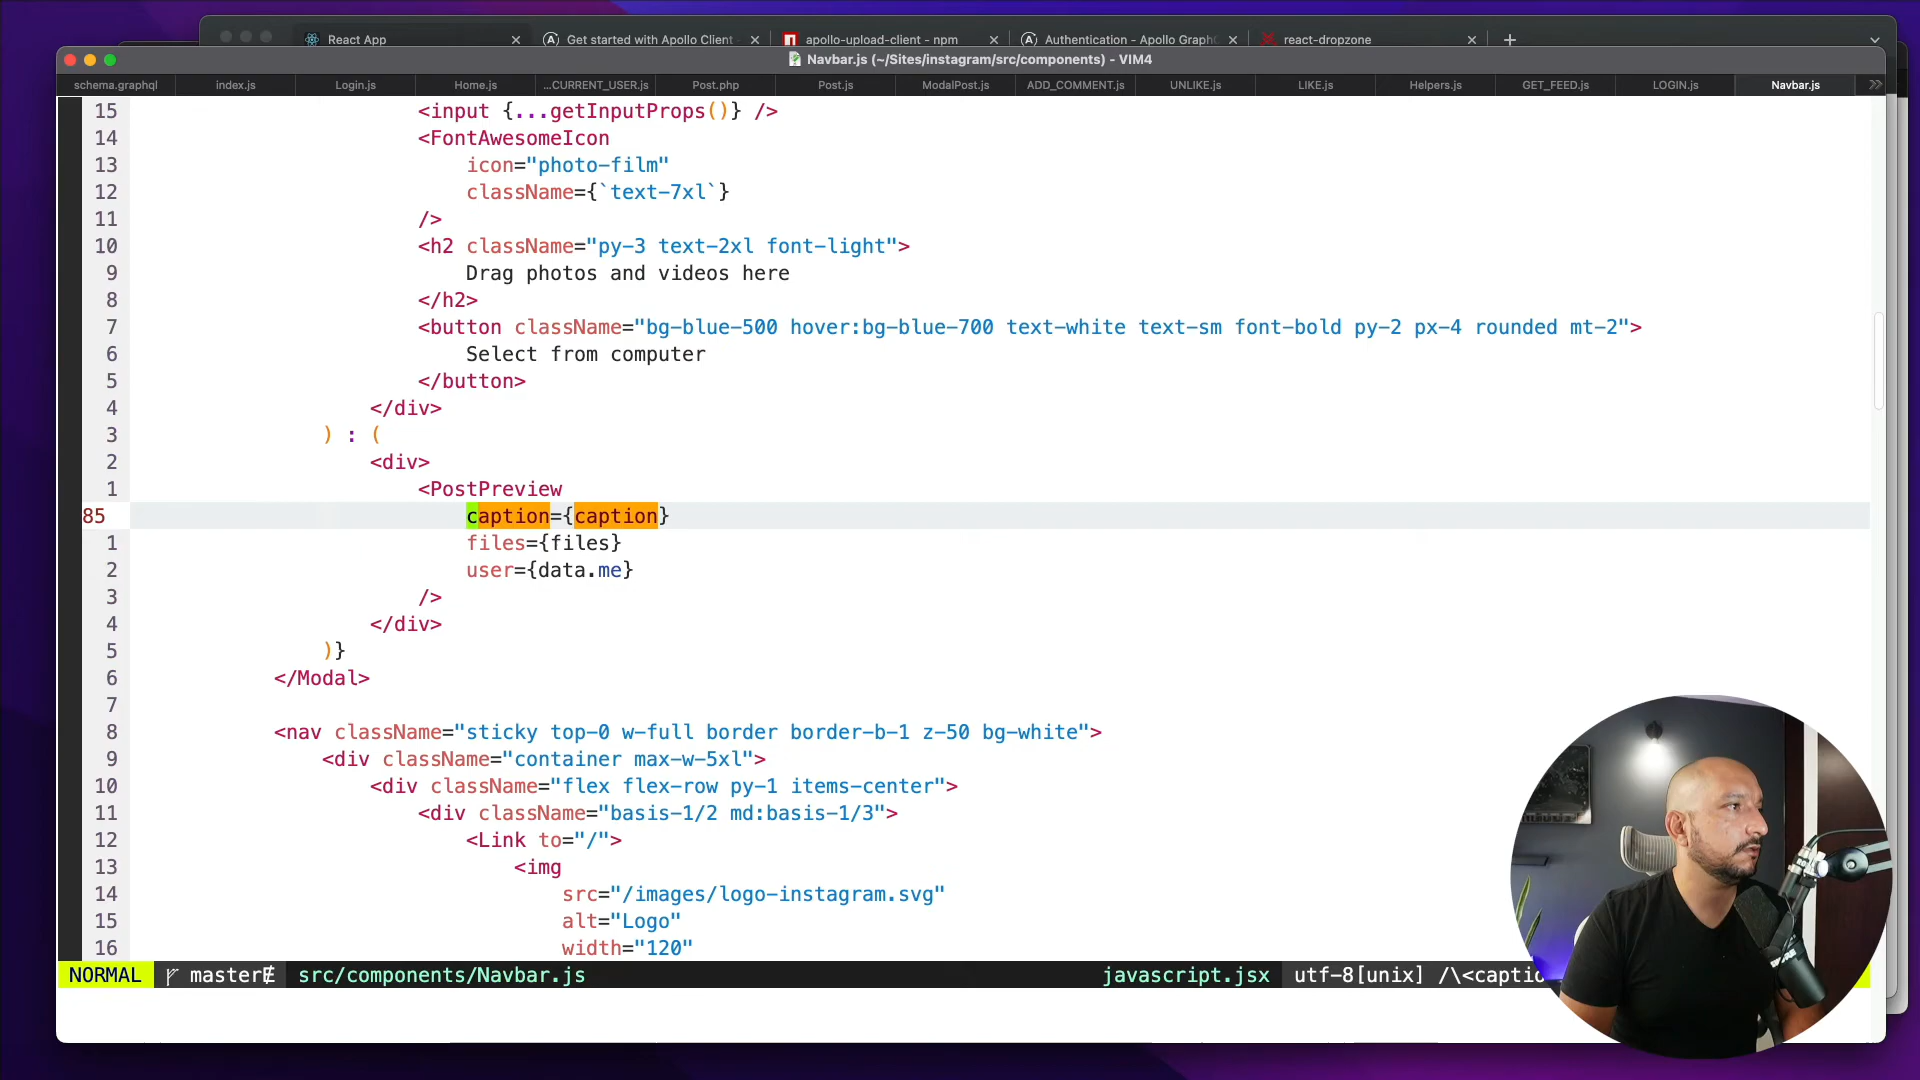 React App
Get started with Apollo Client
apollo-upload-client - npm
Authentication - Apollo Graph
react-dropzone
Navbar.js (~/Sites/instagram/src/components) - VIM4
schema.graphql
index.js
Login.js
Home.js
...CURRENT_USER.js
Post.php
Post.js
ModalPost.js
ADD_COMMENT.js
UNLIKE.js
LIKE.js
Helpers.js
GET_FEED.js
LOGIN.js
Navbar.js
15 <input {...getInputProps()} />
14 <FontAwesomeIcon
13 icon="photo-film"
12 className={`text-7xl`}
11 />
10 <h2 className="py-3 text-2xl font-light">
9 Drag photos and videos here
8 </h2>
7 <button className="bg-blue-500 hover:bg-blue-700 text-white text-sm font-bold py-2 px-4 rounded mt-2">
6 Select from computer
5 </button>
4 </div>
3 ) : (
2 <div>
1 <PostPreview
85 caption={caption}
1 files={files}
2 user={data.me}
3 />
4 </div>
5 )}
6 </Modal>
7
8 <nav className="sticky top-0 w-full border border-b-1 z-50 bg-white">
9 <div className="container max-w-5xl">
10 <div className="flex flex-row py-1 items-center">
11 <div className="basis-1/2 md:basis-1/3">
12 <Link to="/">
13 <img
14 src="/images/logo-instagram.svg"
15 alt="Logo"
16 width="120"
NORMAL master src/components/Navbar.js javascript.jsx utf-8[unix] /\<captio